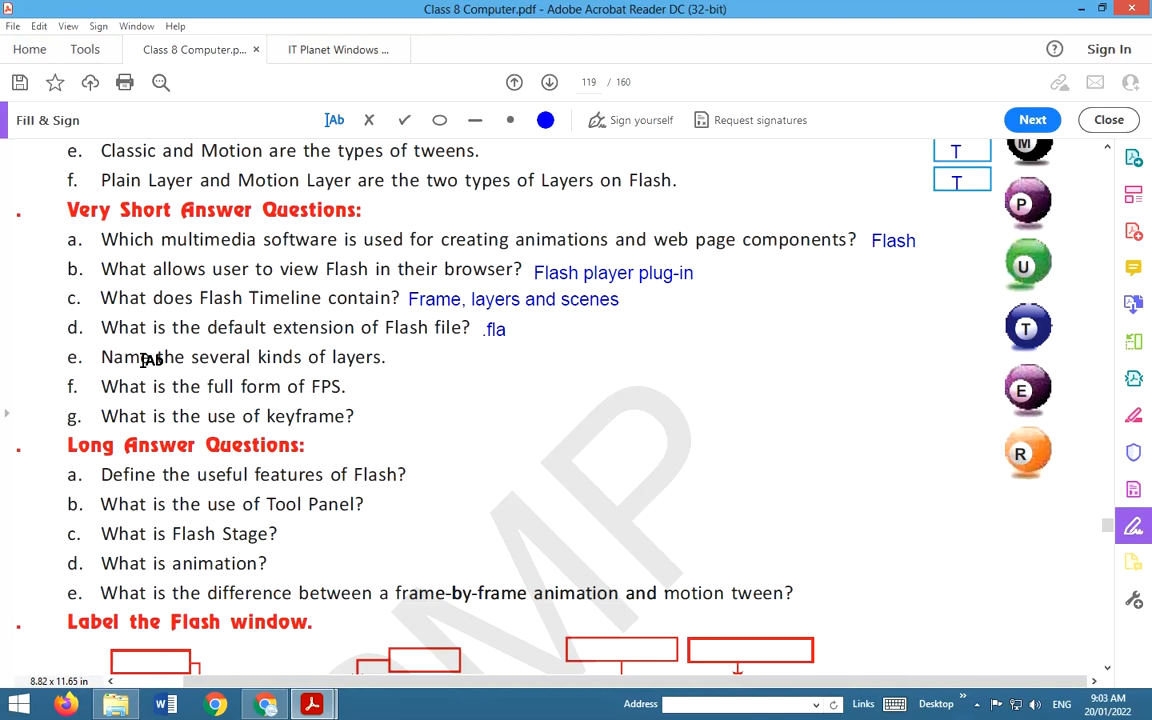 Class 8 Computer.pdf - Adobe Acrobat Reader DC (32-bit)
File Edit View Sign Window Help
Home Tools Class 8 Computer.p... × IT Planet Windows ... Sign In
119 / 160
Fill & Sign Ab Sign yourself Request signatures Next Close
e. Classic and Motion are the types of tweens. T
f. Plain Layer and Motion Layer are the two types of Layers on Flash. T
. Very Short Answer Questions:
a. Which multimedia software is used for creating animations and web page components? Flash
b. What allows user to view Flash in their browser? Flash player plug-in
c. What does Flash Timeline contain? Frame, layers and scenes
d. What is the default extension of Flash file? .fla
e. Name the several kinds of layers.
Ab
f. What is the full form of FPS.
g. What is the use of keyframe?
. Long Answer Questions:
a. Define the useful features of Flash?
b. What is the use of Tool Panel?
c. What is Flash Stage?
d. What is animation?
e. What is the difference between a frame-by-frame animation and motion tween?
. Label the Flash window.
M
P
U
T
E
R
OMP
8.82 x 11.65 in
Address Links Desktop ENG 9:03 AM
20/01/2022